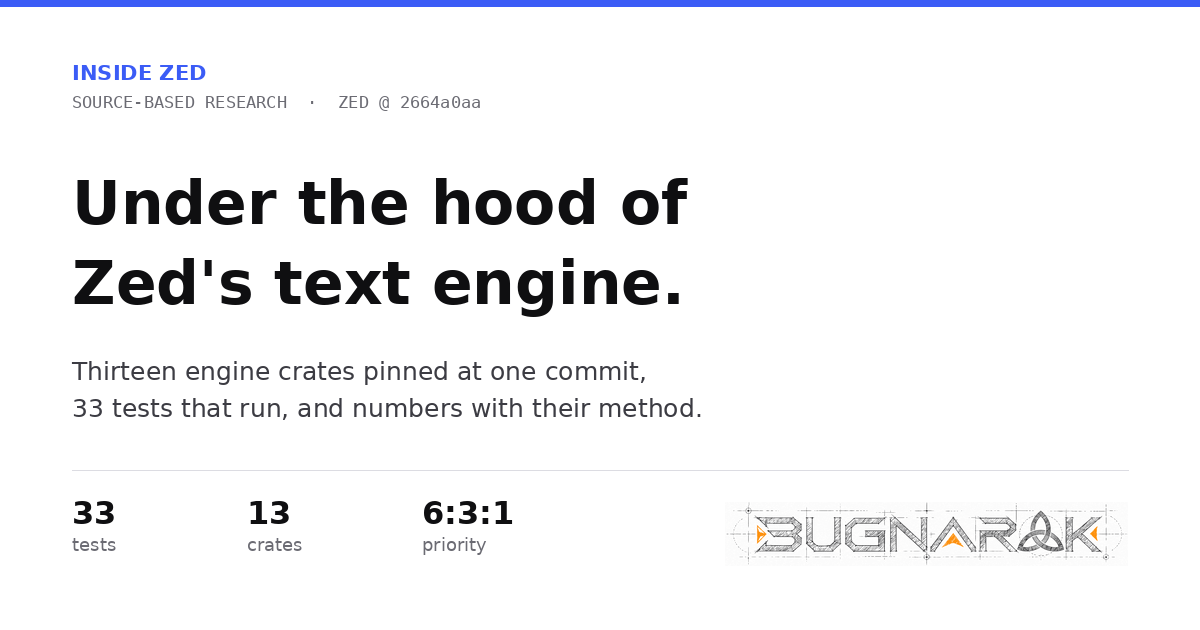 INSIDE ZED
SOURCE-BASED RESEARCH · ZED @ 2664a0aa
Under the hood of
Zed's text engine.
Thirteen engine crates pinned at one commit,
33 tests that run, and numbers with their method.
33
tests
13
crates
6:3:1
priority
BUGNAROK